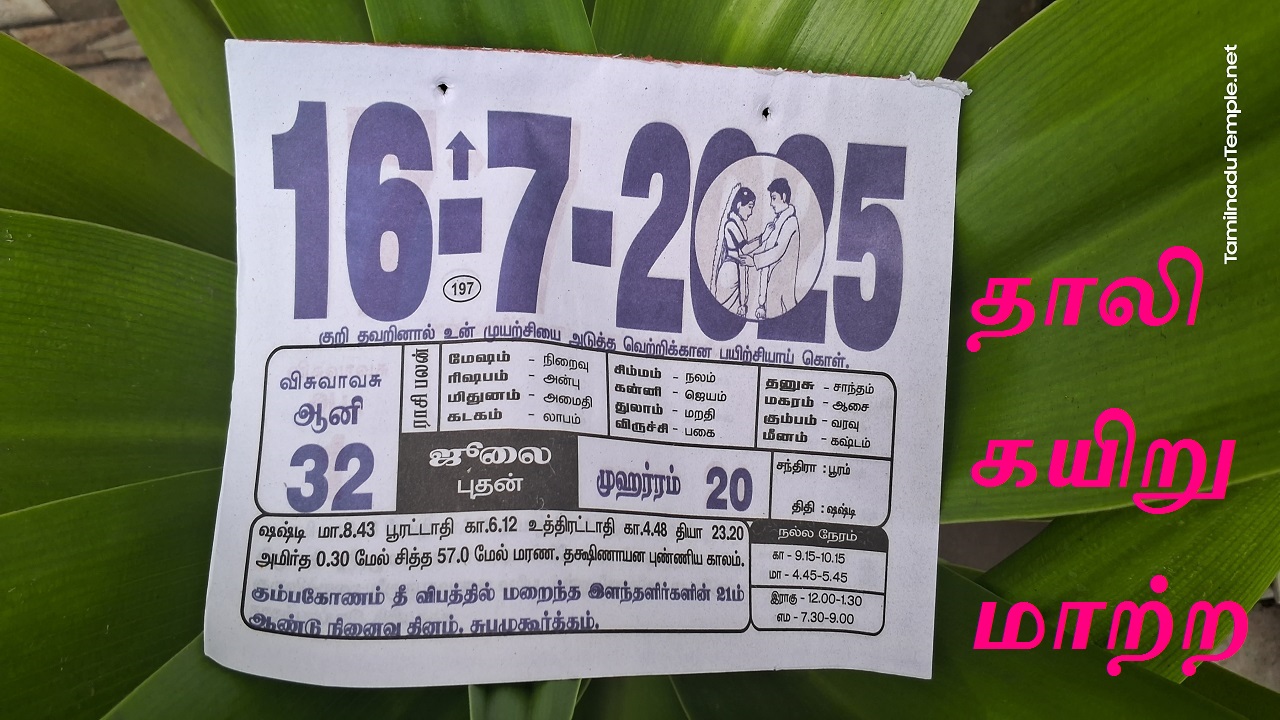 16-7-2025
197
குறி தவறினால் உன் முயற்சியை அடுத்த வெற்றிக்கான பயிற்சியாய் கொள்.
விசுவாவசு
ஆனி
32
ராசி பலன்
மேஷம் - நிறைவு
ரிஷபம் - அன்பு
மிதுனம் - அமைதி
கடகம் - லாபம்
சிம்மம் - நலம்
கன்னி - ஜெயம்
துலாம் - மறதி
விருச்சி - பகை
தனுசு - சாந்தம்
மகரம் - ஆசை
கும்பம் - வரவு
மீனம் - கஷ்டம்
ஜூலை
புதன்
முஹர்ரம் 20
சந்திரா : பூரம்
திதி : ஷஷ்டி
ஷஷ்டி மா.8.43 பூரட்டாதி கா.6.12 உத்திரட்டாதி கா.4.48 தியா 23.20
அமிர்த 0.30 மேல் சித்த 57.0 மேல் மரண. தக்ஷிணாயன புண்ணிய காலம்.
கும்பகோணம் தீ விபத்தில் மறைந்த இளந்தளிர்களின் 21ம்
ஆண்டு நினைவு தினம். சுபமுகூர்த்தம்.
நல்ல நேரம்
கா - 9.15-10.15
மா - 4.45-5.45
இராகு - 12.00-1.30
எம - 7.30-9.00
TamilnaduTemple.net
தாலி
கயிறு
மாற்ற